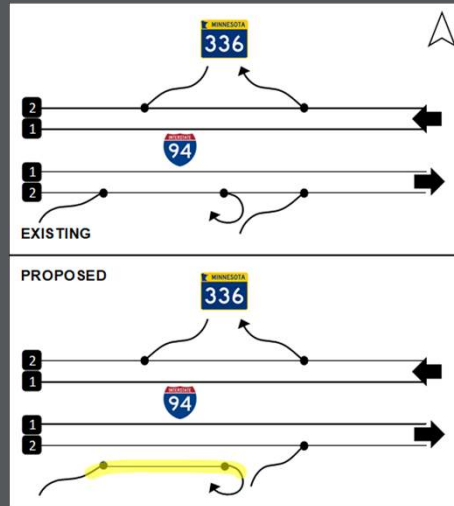 MINNESOTA
336
2
1
INTERSTATE
94
1
2
EXISTING
PROPOSED
MINNESOTA
336
2
1
INTERSTATE
94
1
2